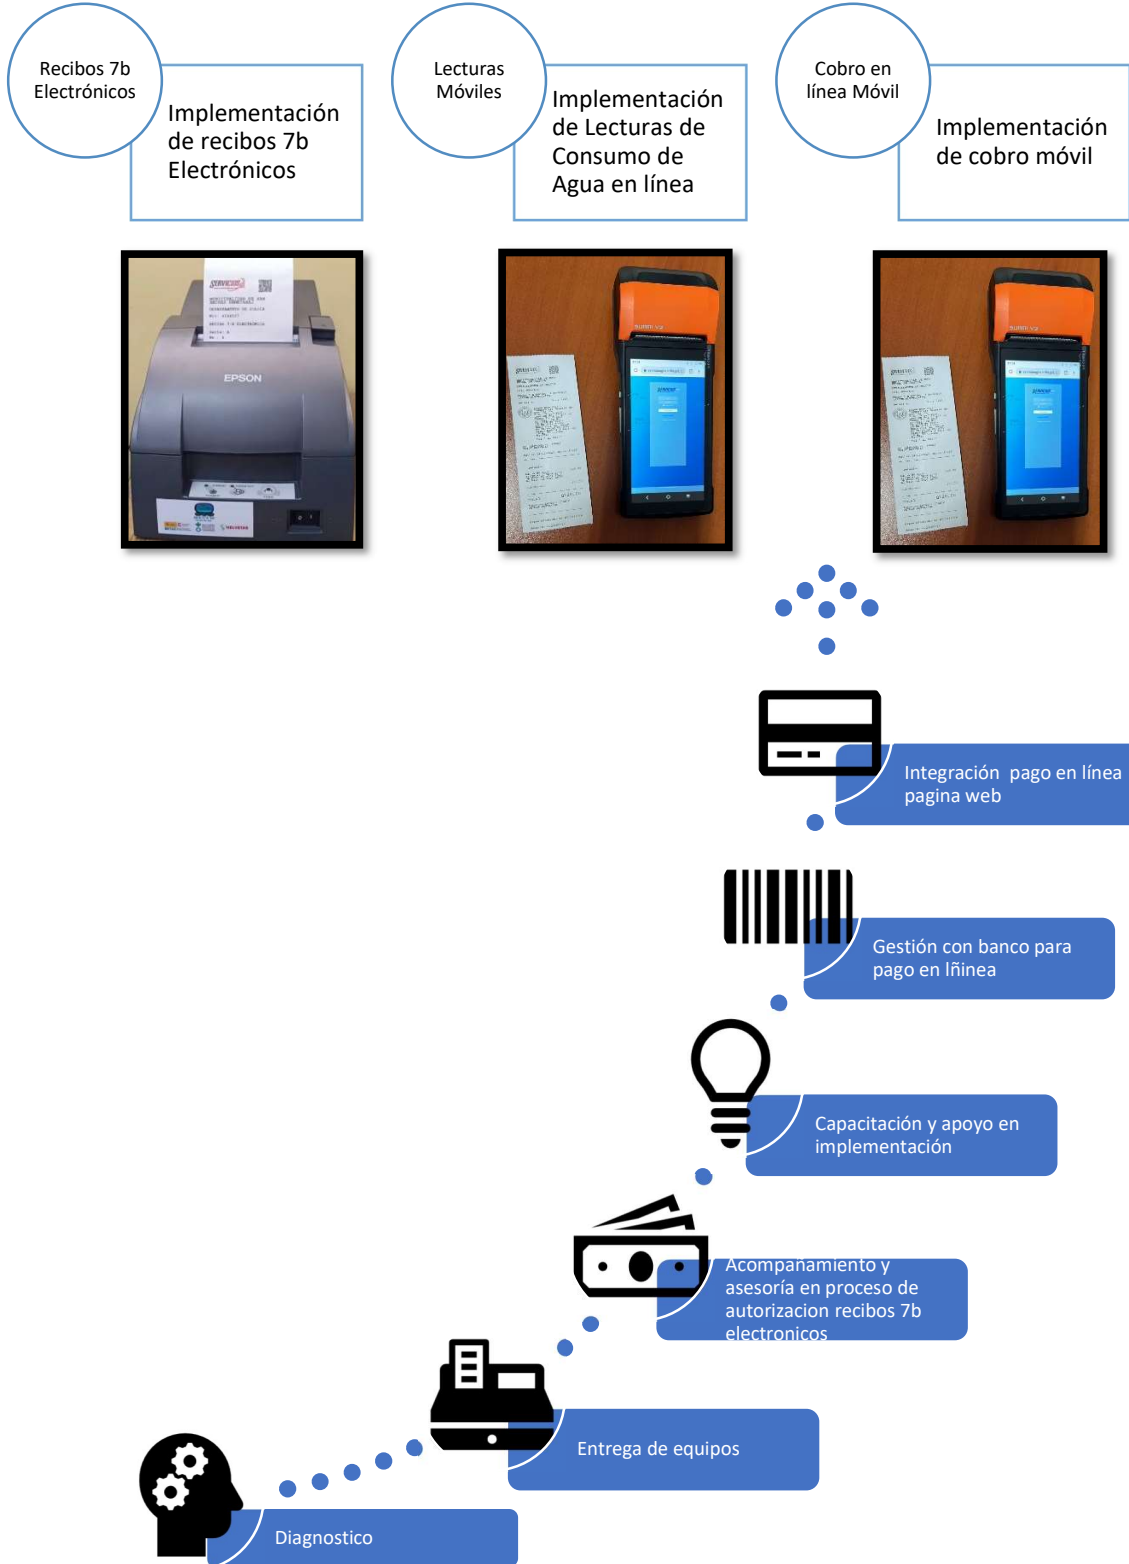 Recibos 7b
Electrónicos
Implementación
de recibos 7b
Electrónicos
Lecturas
Móviles
Implementación
de Lecturas de
Consumo de
Agua en línea
Cobro en
línea Móvil
Implementación
de cobro móvil
EPSON
Integración  pago en línea
pagina web
Gestión con banco para
pago en lñinea
Capacitación y apoyo en
implementación
Acompañamiento y
asesoría en proceso de
autorizacion recibos 7b
electronicos
Entrega de equipos
Diagnostico